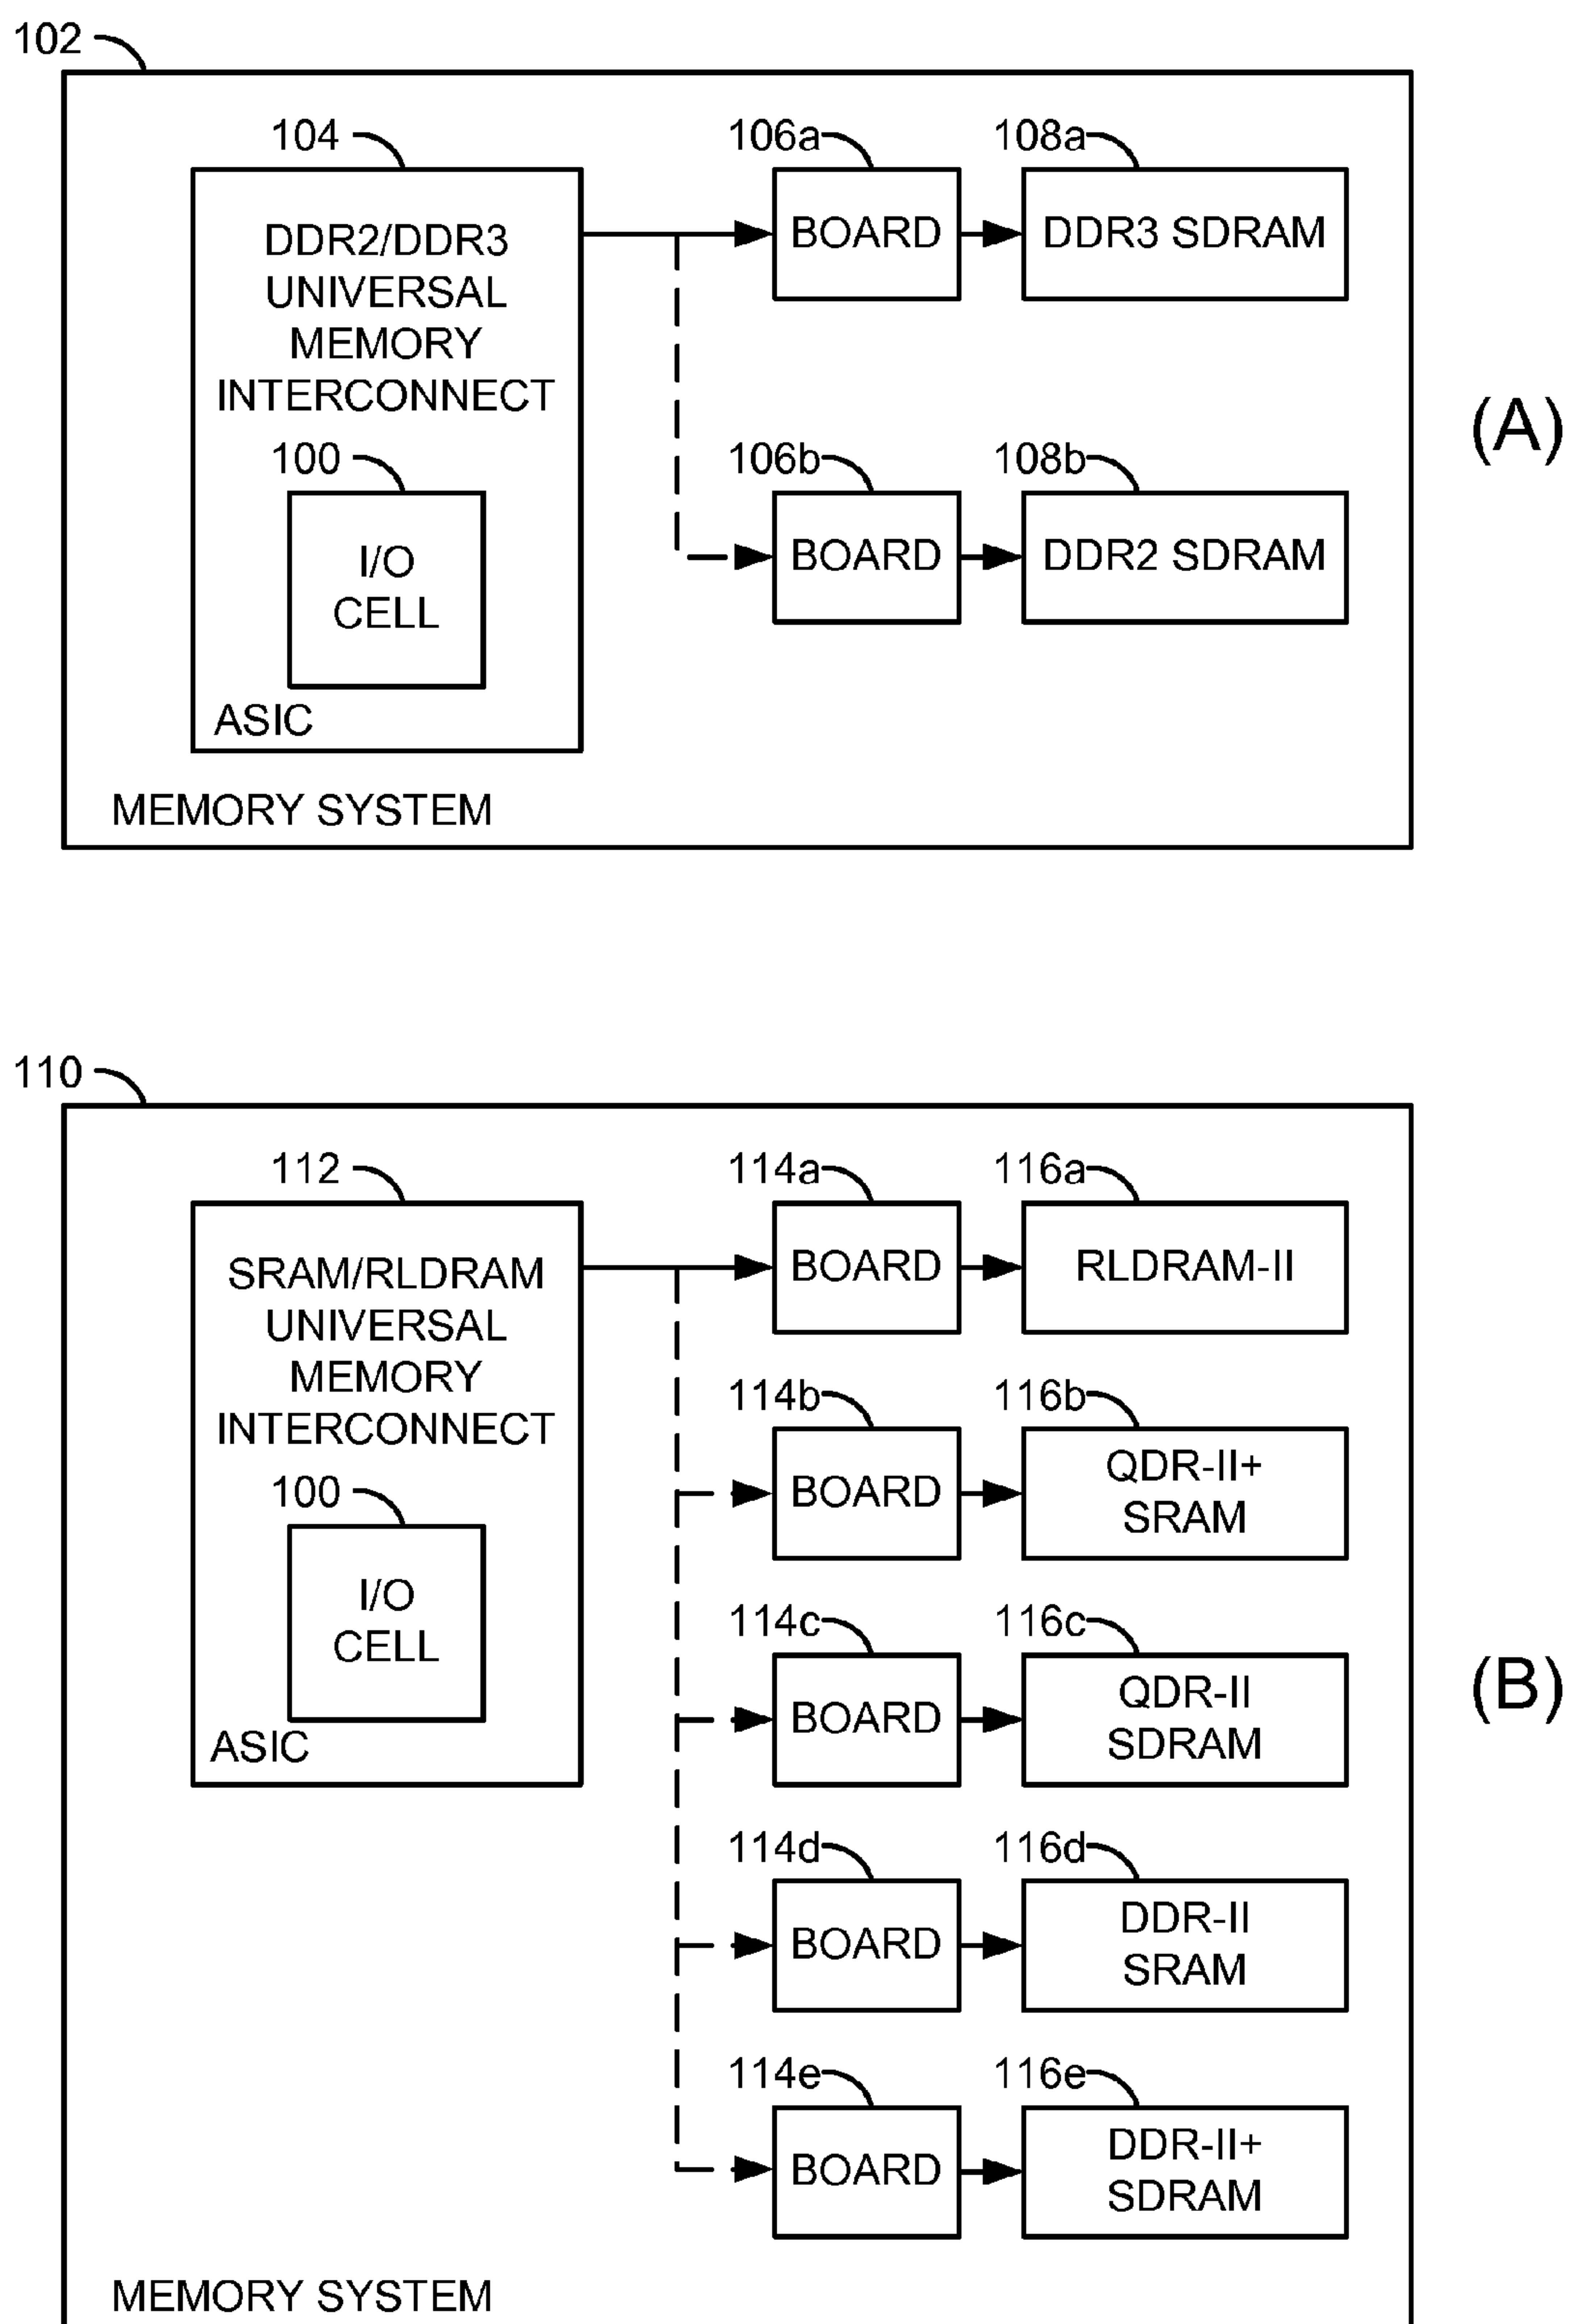 102
104
106a
108a
DDR2/DDR3
UNIVERSAL
MEMORY
INTERCONNECT
BOARD
DDR3 SDRAM
100
I/O
CELL
ASIC
106b
108b
BOARD
DDR2 SDRAM
MEMORY SYSTEM
(A)
110
112
114a
116a
SRAM/RLDRAM
UNIVERSAL
MEMORY
INTERCONNECT
BOARD
RLDRAM-II
100
I/O
CELL
ASIC
114b
116b
BOARD
QDR-II+
SRAM
114c
116c
BOARD
QDR-II
SDRAM
114d
116d
BOARD
DDR-II
SRAM
114e
116e
BOARD
DDR-II+
SDRAM
MEMORY SYSTEM
(B)